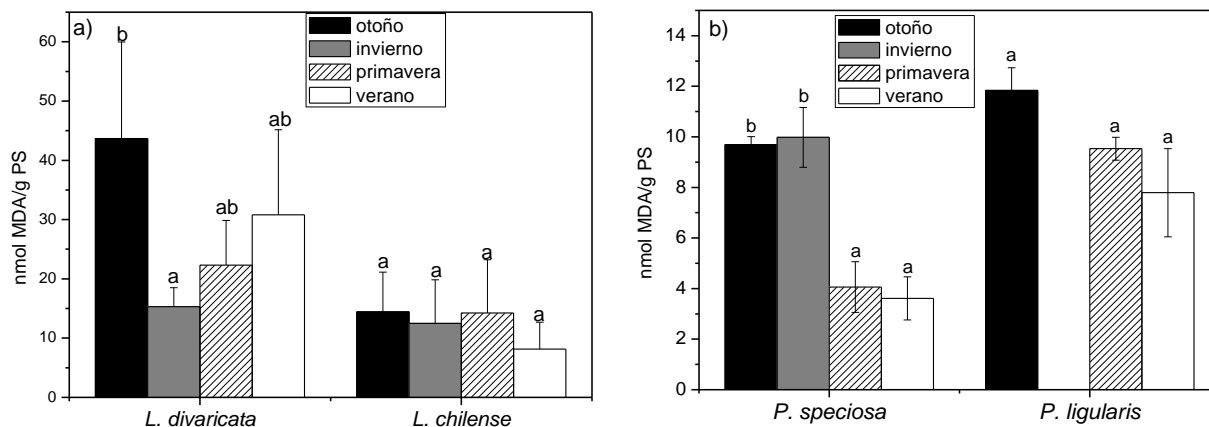 a)
otoño
invierno
primavera
verano
nmol MDA/g PS
60
50
40
30
20
10
0
b
a
ab
ab
a
a
a
a
L. divaricata
L. chilense
b)
otoño
invierno
primavera
verano
nmol MDA/g PS
14
12
10
8
6
4
2
0
b
b
a
a
a
a
a
P. speciosa
P. ligularis